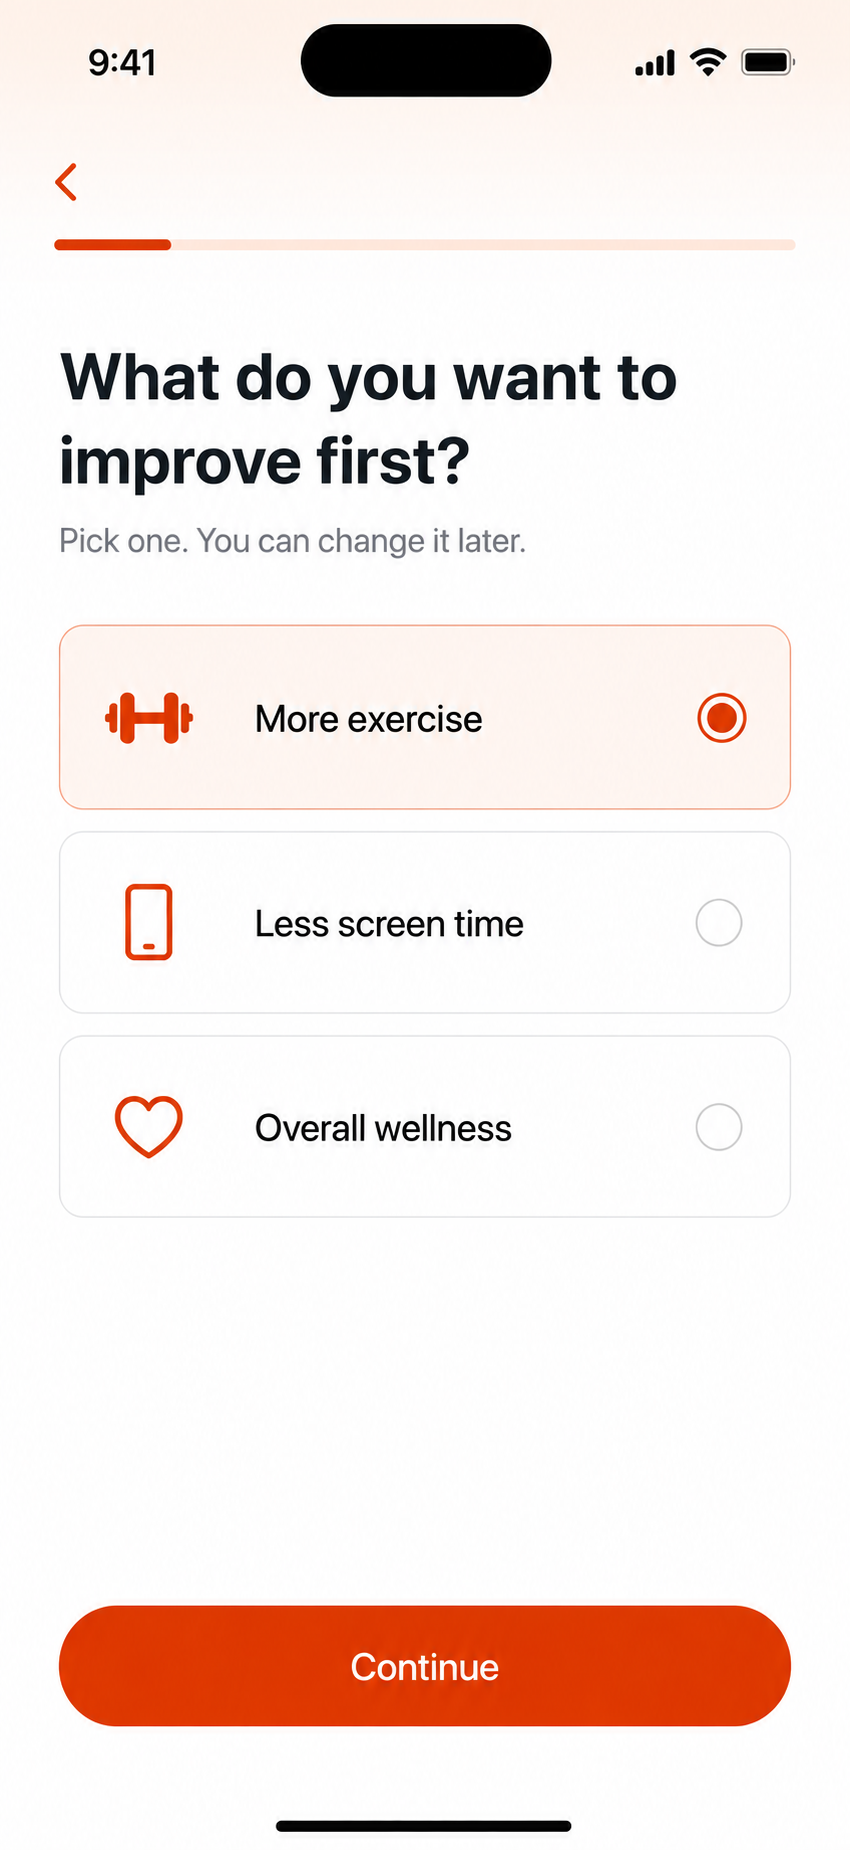 9:41
What do you want to
improve first?
Pick one. You can change it later.
More exercise
Less screen time
Overall wellness
Continue